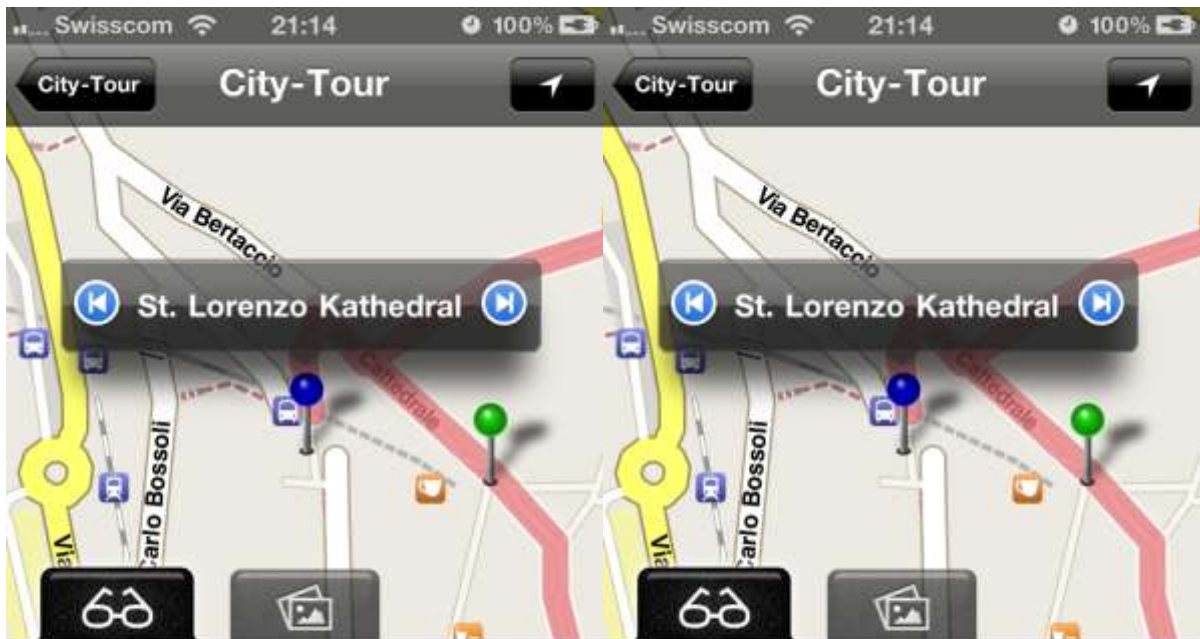 Swisscom 21:14 100%
City-Tour City-Tour
Via Bertaccio
St. Lorenzo Kathedral
Cattedrale
Carlo Bossoli
Via
Swisscom 21:14 100%
City-Tour City-Tour
Via Bertaccio
St. Lorenzo Kathedral
Cattedrale
Carlo Bossoli
Via